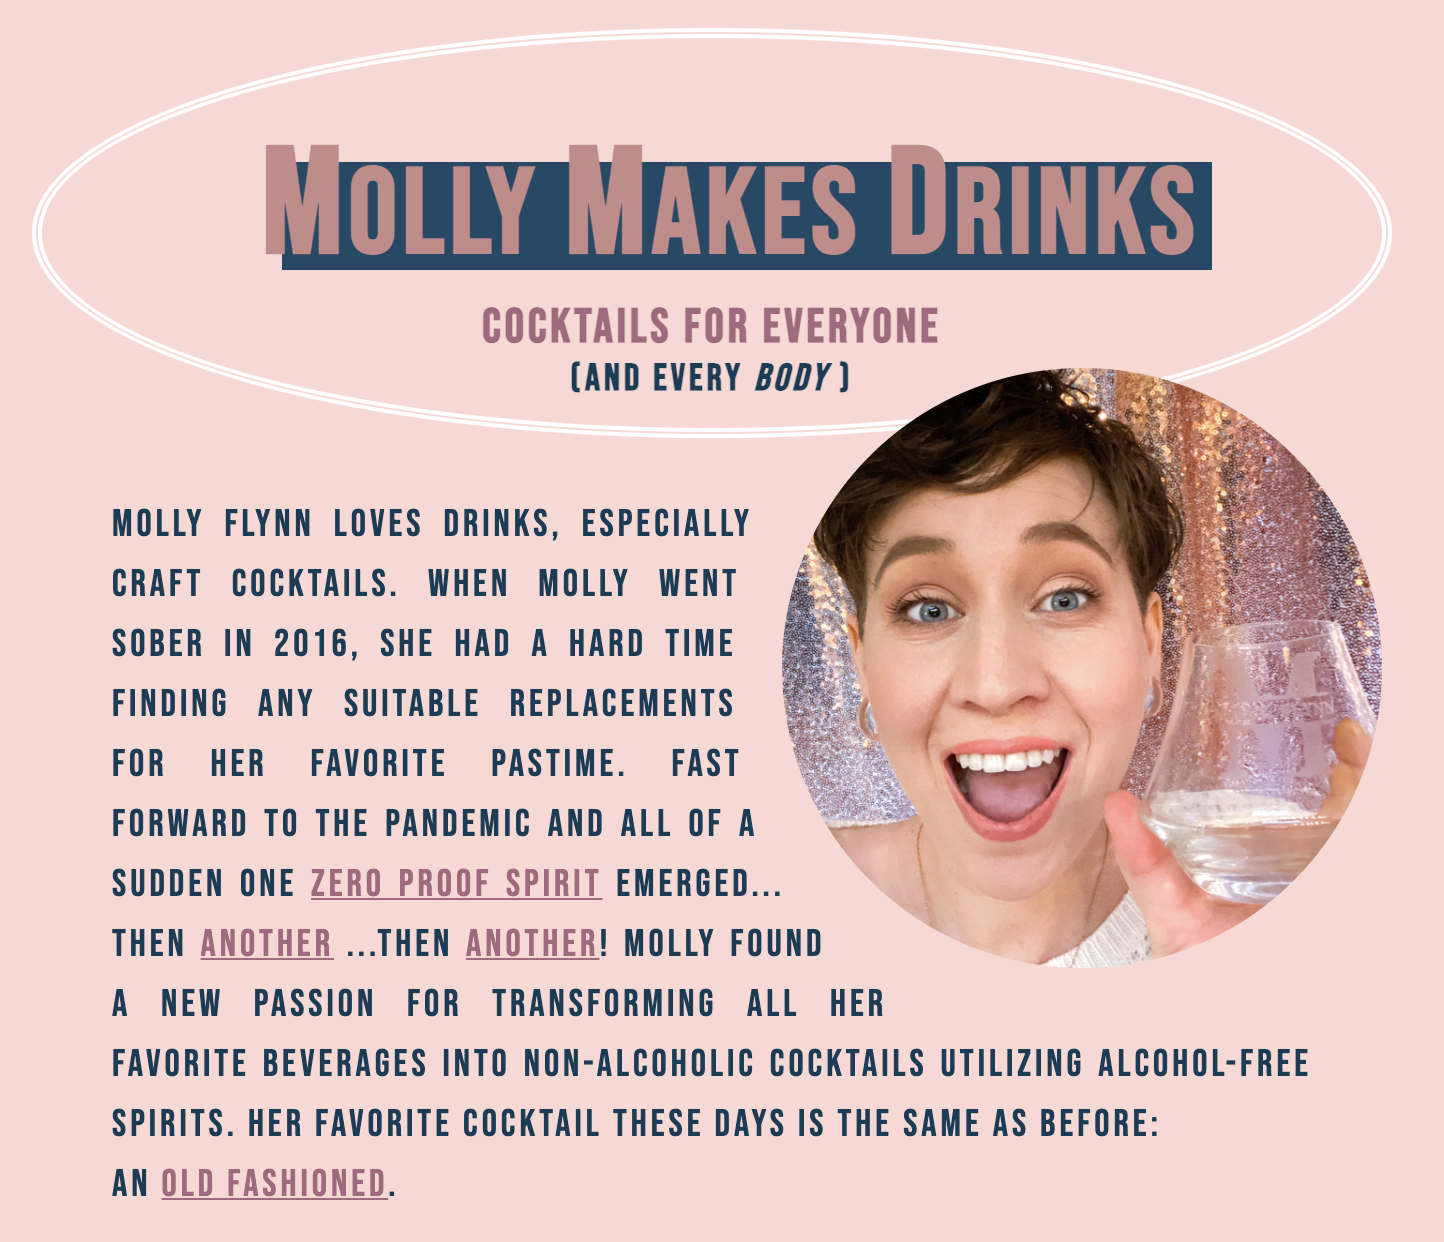 Molly Makes Drinks
COCKTAILS FOR EVERYONE
(AND EVERY BODY )
MOLLY FLYNN LOVES DRINKS, ESPECIALLY
CRAFT COCKTAILS. WHEN MOLLY WENT
SOBER IN 2016, SHE HAD A HARD TIME
FINDING ANY SUITABLE REPLACEMENTS
FOR HER FAVORITE PASTIME. FAST
FORWARD TO THE PANDEMIC AND ALL OF A
SUDDEN ONE ZERO PROOF SPIRIT EMERGED...
THEN ANOTHER ...THEN ANOTHER! MOLLY FOUND
A NEW PASSION FOR TRANSFORMING ALL HER
FAVORITE BEVERAGES INTO NON-ALCOHOLIC COCKTAILS UTILIZING ALCOHOL-FREE
SPIRITS. HER FAVORITE COCKTAIL THESE DAYS IS THE SAME AS BEFORE:
AN OLD FASHIONED.